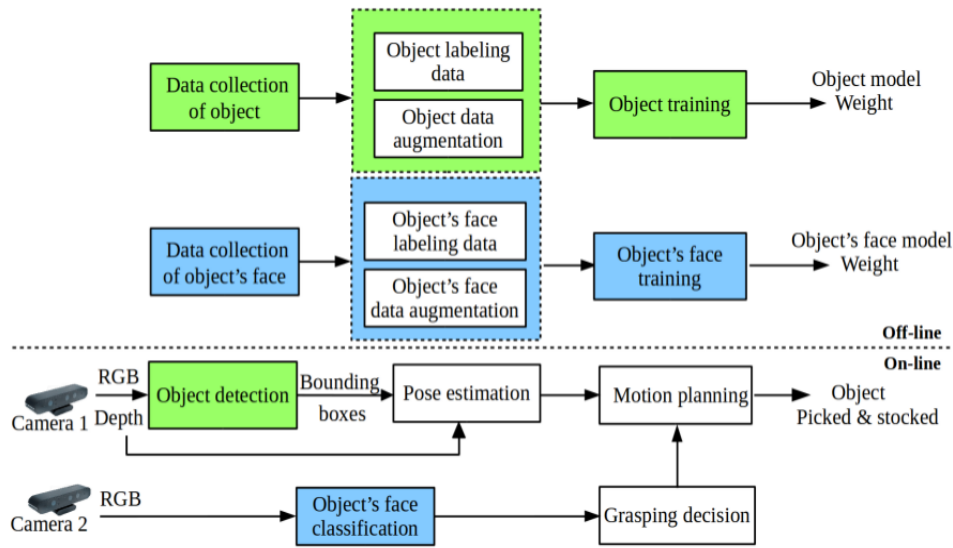 Object labeling
data
Data collection
of object
Object data
augmentation
Object training
Object model
Weight
Object's face
labeling data
Data collection
of object's face
Object's face
data augmentation
Object's face
training
Object's face model
Weight
Off-line
On-line
Camera 1
RGB
Depth
Object detection
Bounding
boxes
Pose estimation
Motion planning
Object
Picked & stocked
Camera 2
RGB
Object's face
classification
Grasping decision